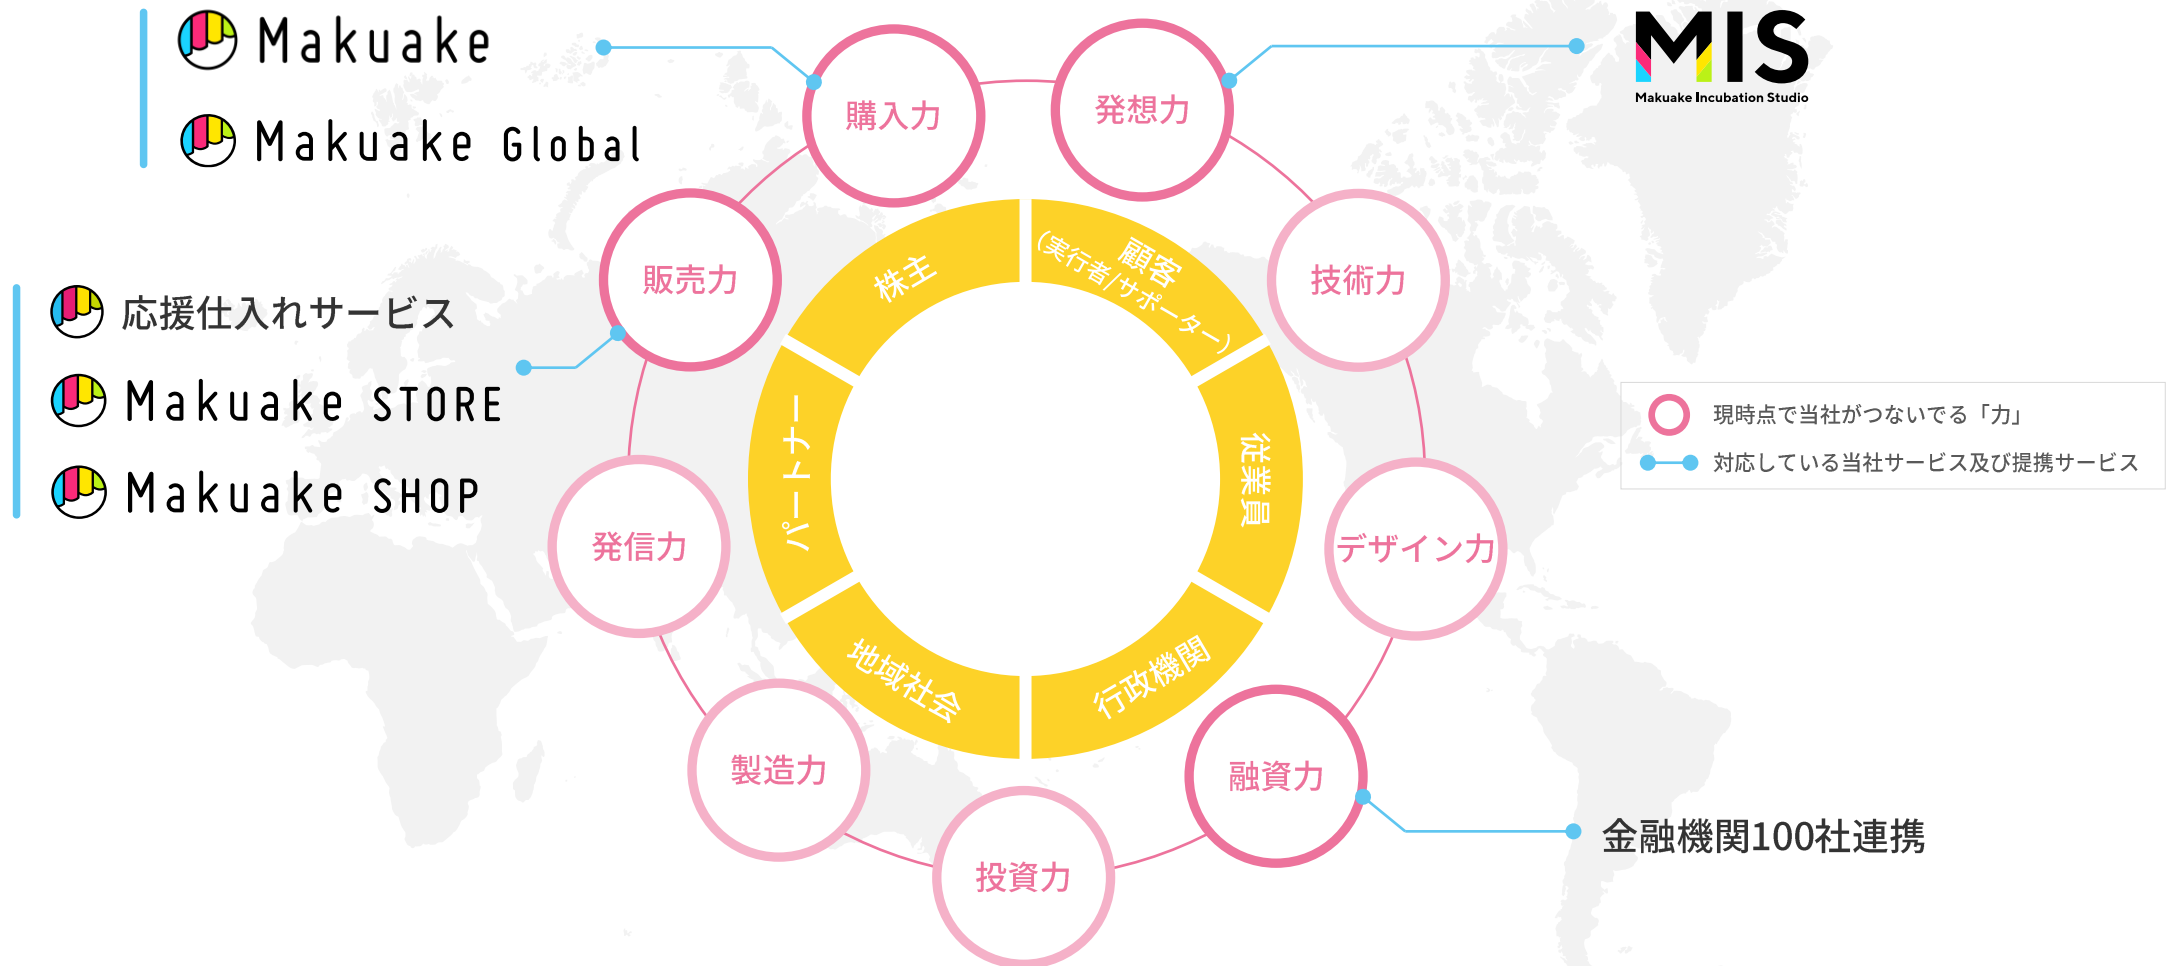 Makuake
Makuake Global
応援仕入れサービス
Makuake STORE
Makuake SHOP
購入力
発想力
販売力
技術力
発信力
デザイン力
製造力
融資力
投資力
株主
顧客
（実行者/サポーター）
パートナー
従業員
地域社会
行政機関
MIS
Makuake Incubation Studio
現時点で当社がつないでる「力」
対応している当社サービス及び提携サービス
金融機関100社連携